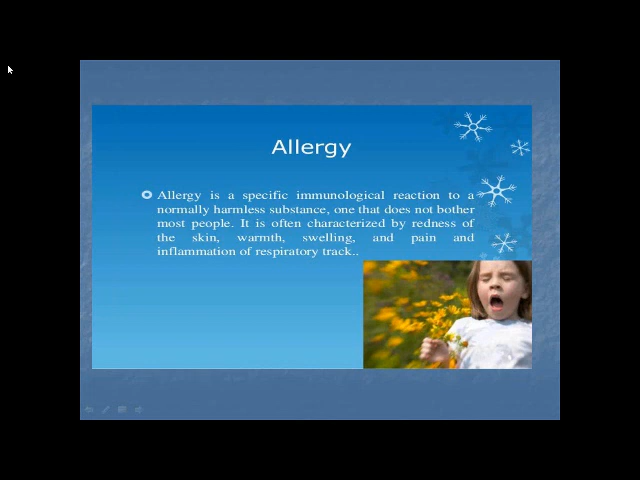 Allergy
Allergy is a specific immunological reaction to a
normally harmless substance, one that does not bother
most people. It is often characterized by redness of
the skin, warmth, swelling, and pain and
inflammation of respiratory track..